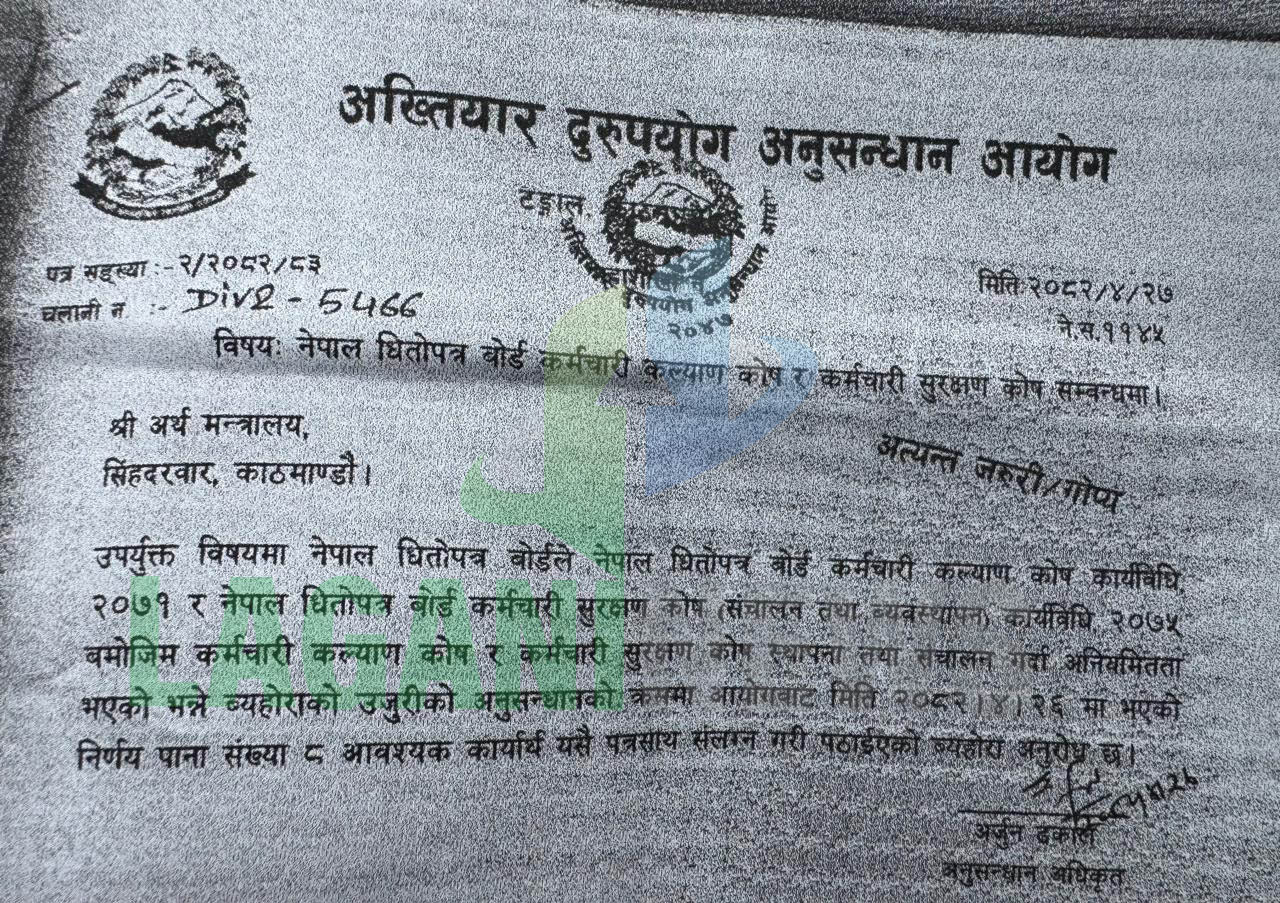 अख्तियार दुरुपयोग अनुसन्धान आयोग
टङ्गाल,
२०४७
पत्र सङ्ख्या :- २/२०८२/८३
चलानी न. :- Div2 - 5466
मिति:२०८२/४/२७
ने.स.११४५
विषय: नेपाल धितोपत्र बोर्ड कर्मचारी कल्याण कोष र कर्मचारी सुरक्षण कोष सम्बन्धमा।
श्री अर्थ मन्त्रालय,
सिंहदरवार, काठमाण्डौ।
अत्यन्त जरुरी/गोप्य
उपर्युक्त विषयमा नेपाल धितोपत्र बोर्डले नेपाल धितोपत्र बोर्ड कर्मचारी कल्याण कोष कार्यविधि,
२०७१ र नेपाल धितोपत्र बोर्ड कर्मचारी सुरक्षण कोष (संचालन तथा व्यवस्थापन) कार्यविधि २०७५
बमोजिम कर्मचारी कल्याण कोष र कर्मचारी सुरक्षण कोष स्थापना तथा संचालन गर्दा अनियमितता
भएको भन्ने व्यहोराको उजुरीको अनुसन्धानको क्रममा आयोगबाट मिति २०८२।४।२६ मा भएको
निर्णय पाना संख्या ८ आवश्यक कार्यार्थ यसै पत्रसाथ संलग्न गरी पठाईएको व्यहोरा अनुरोध छ।
अर्जुन ढकाल
अनुसन्धान अधिकृत
LAGANI